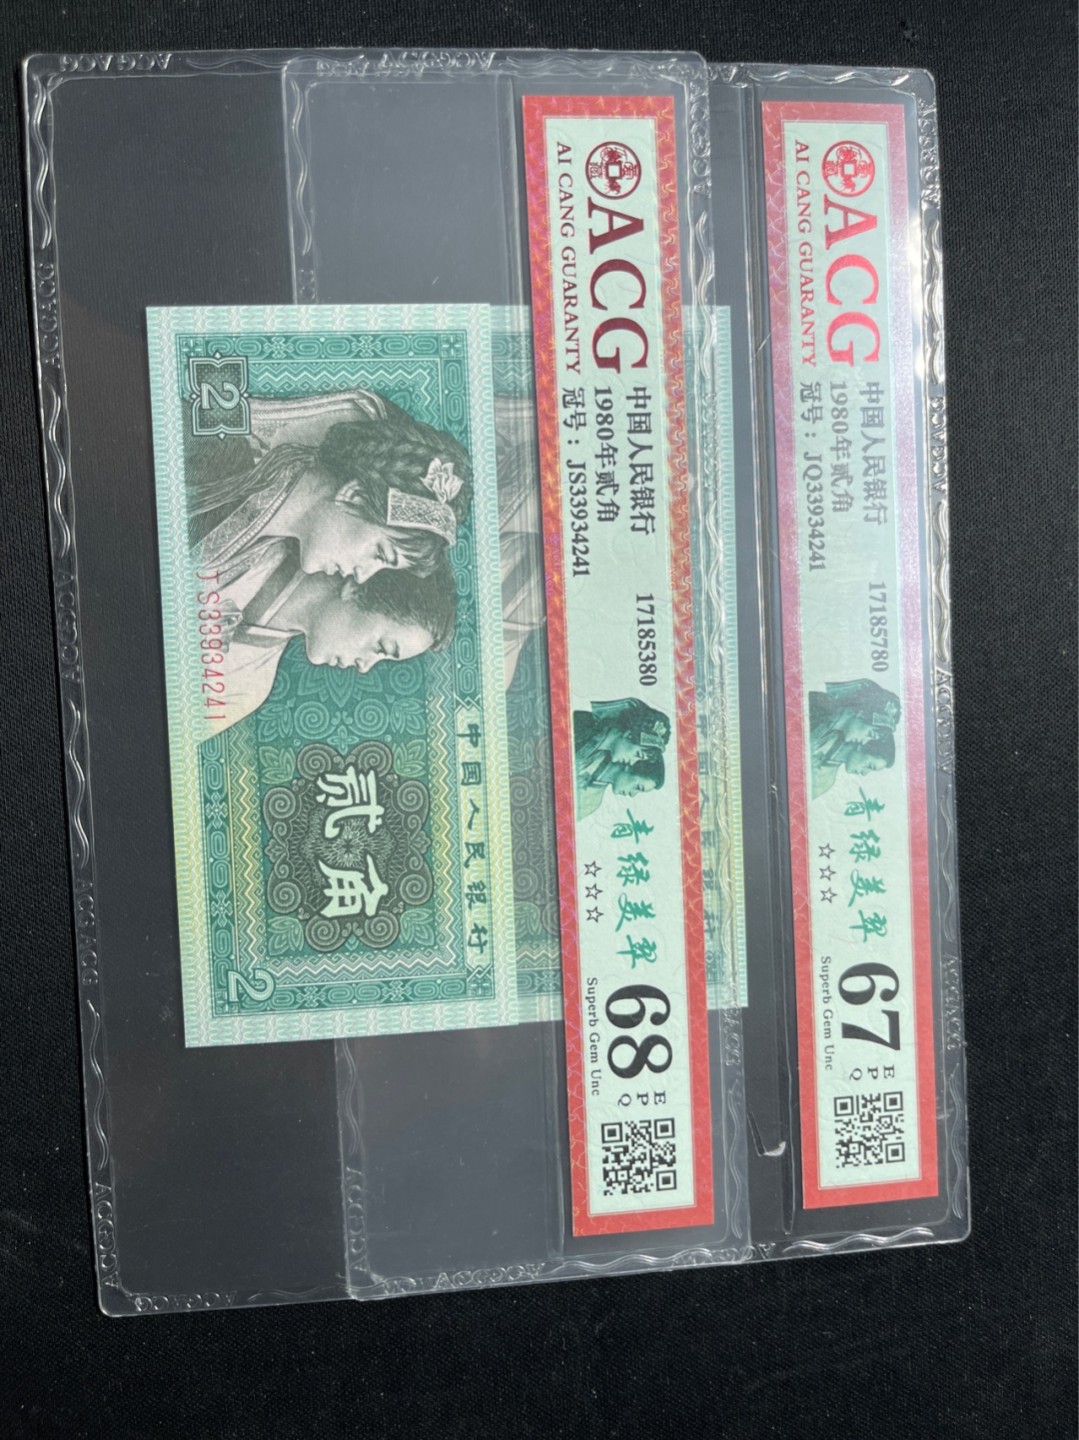 ACG
AI CANG GUARANTY
中国人民银行 17185780
1980年贰角
冠号：JQ33934241
青绿美翠
☆☆☆
67 EPQ
Superb Gem Unc
ACG
AI CANG GUARANTY
中国人民银行 17185380
1980年贰角
冠号：JS33934241
青绿美翠
☆☆☆
68 EPQ
Superb Gem Unc
中国人民银行
贰角
2
2
JS33934241